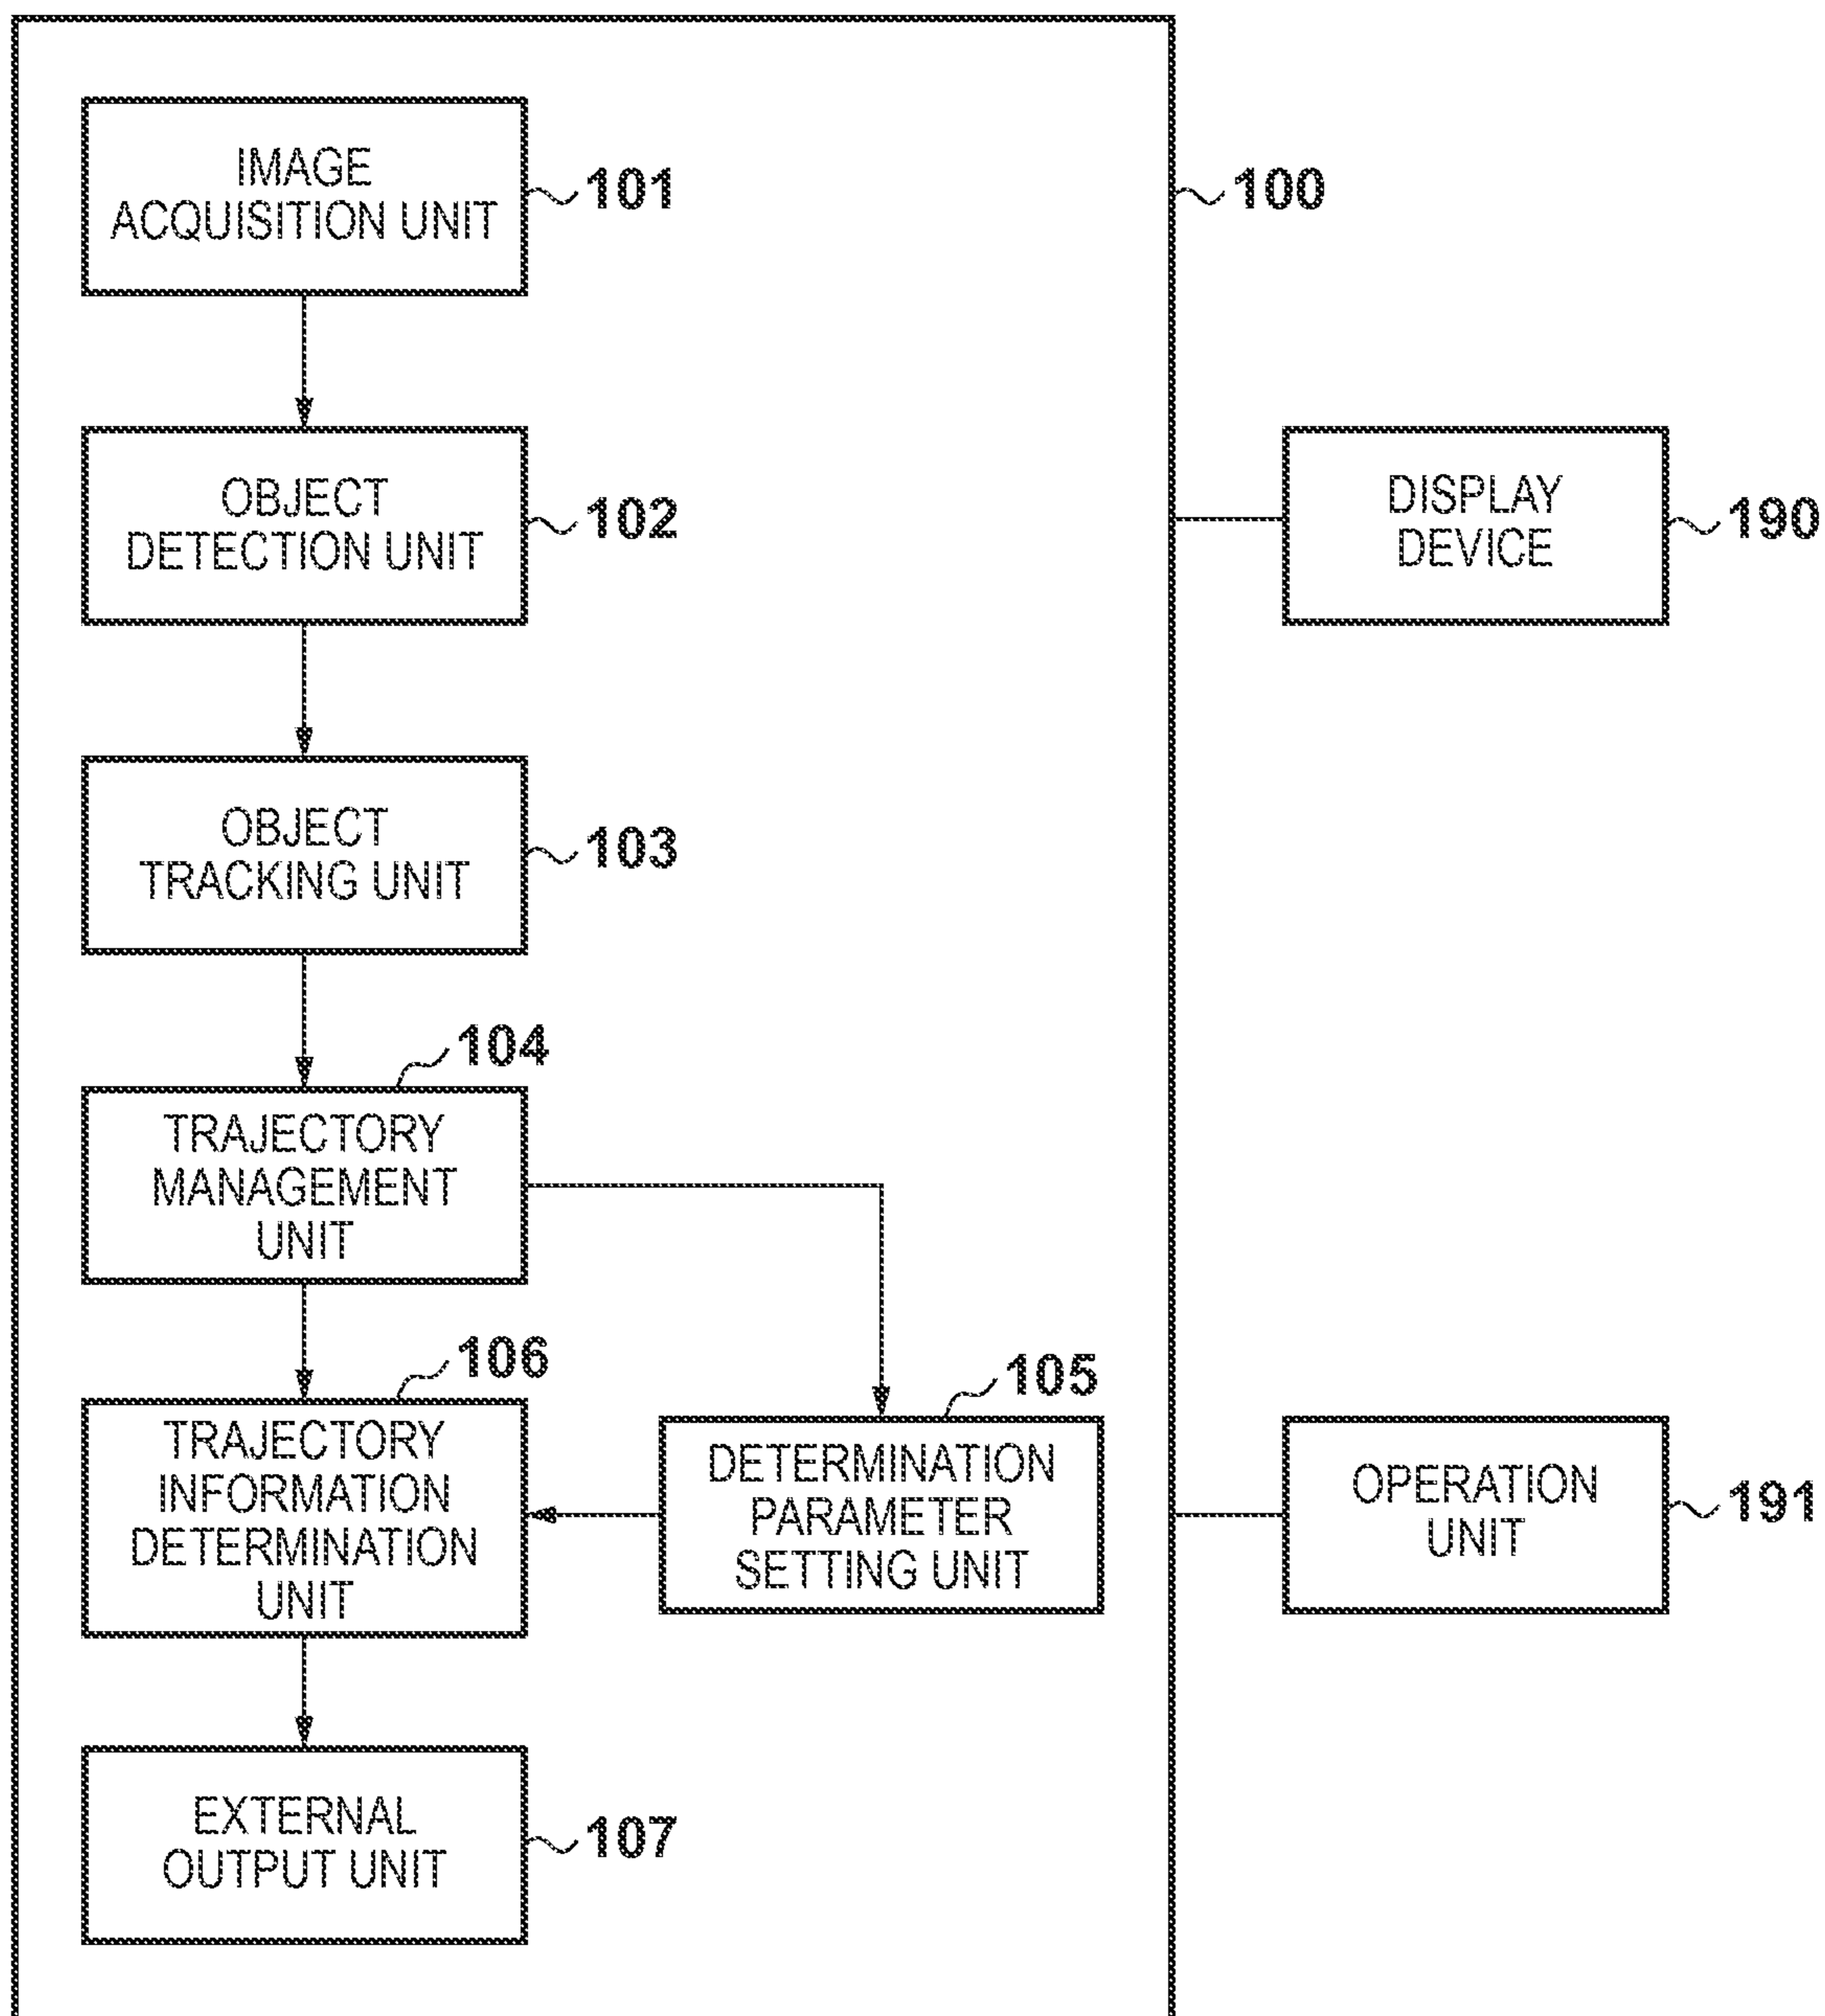 IMAGE
ACQUISITION UNIT
101
100
OBJECT
DETECTION UNIT
102
DISPLAY
DEVICE
190
OBJECT
TRACKING UNIT
103
104
TRAJECTORY
MANAGEMENT
UNIT
106
TRAJECTORY
INFORMATION
DETERMINATION
UNIT
105
DETERMINATION
PARAMETER
SETTING UNIT
OPERATION
UNIT
191
EXTERNAL
OUTPUT UNIT
107